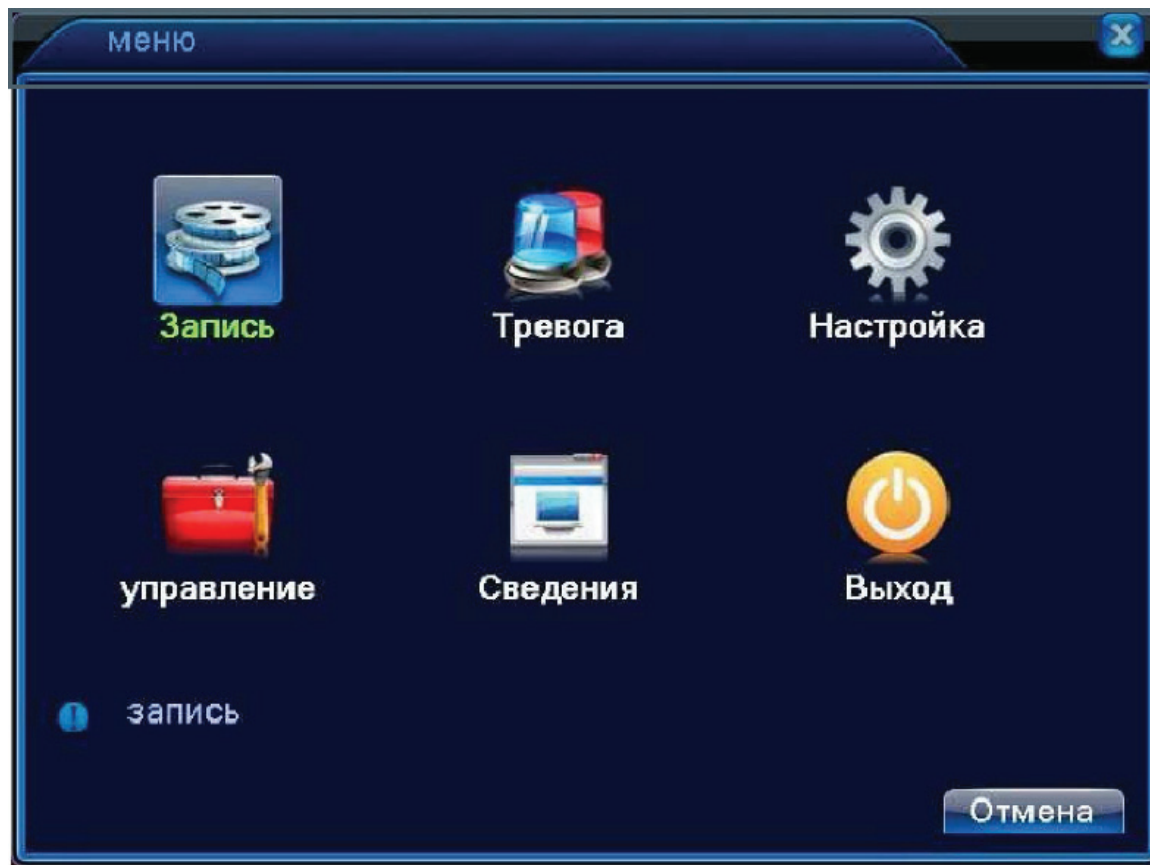 меню
Запись
Тревога
Настройка
управление
Сведения
Выход
запись
Отмена